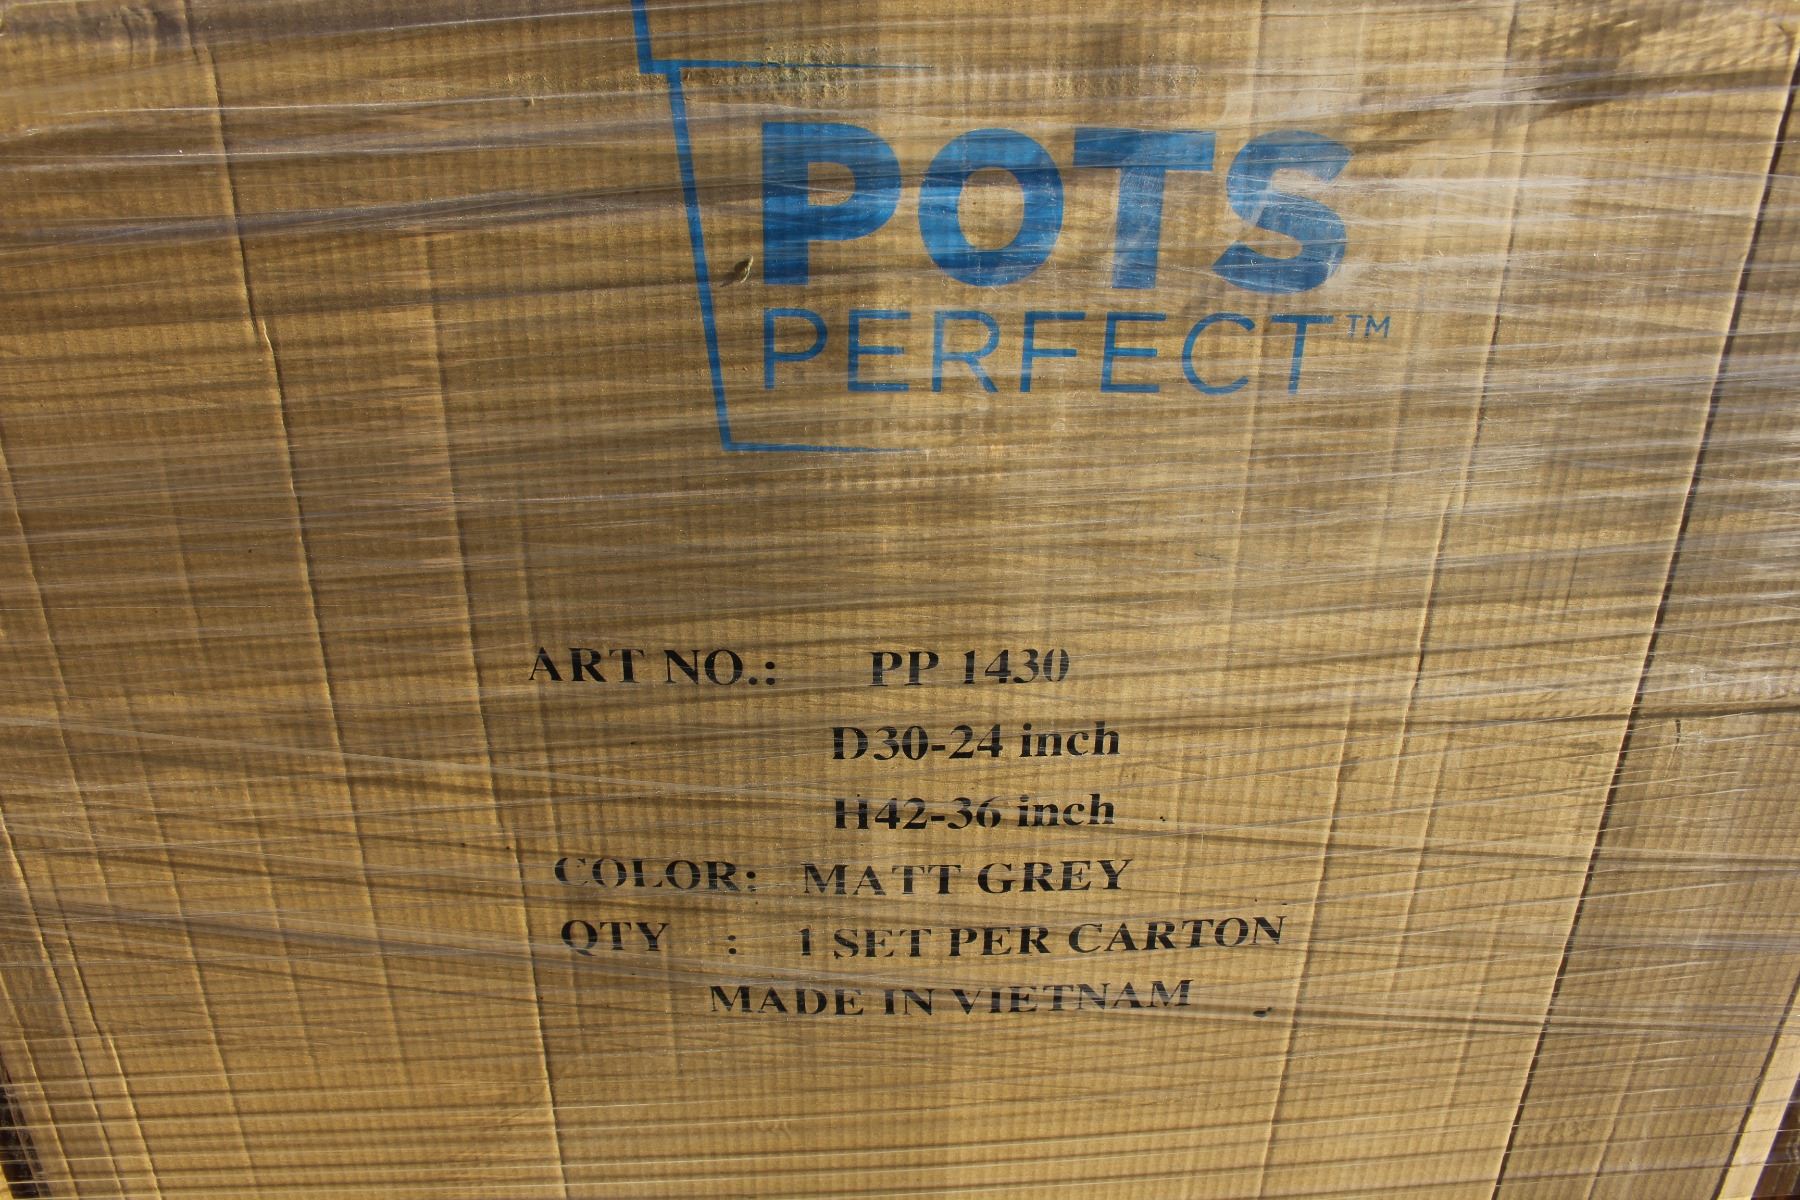 POTS
PERFECT™
ART NO.: PP 1430
D30-24 inch
H42-36 inch
COLOR: MATT GREY
QTY : 1 SET PER CARTON
MADE IN VIETNAM